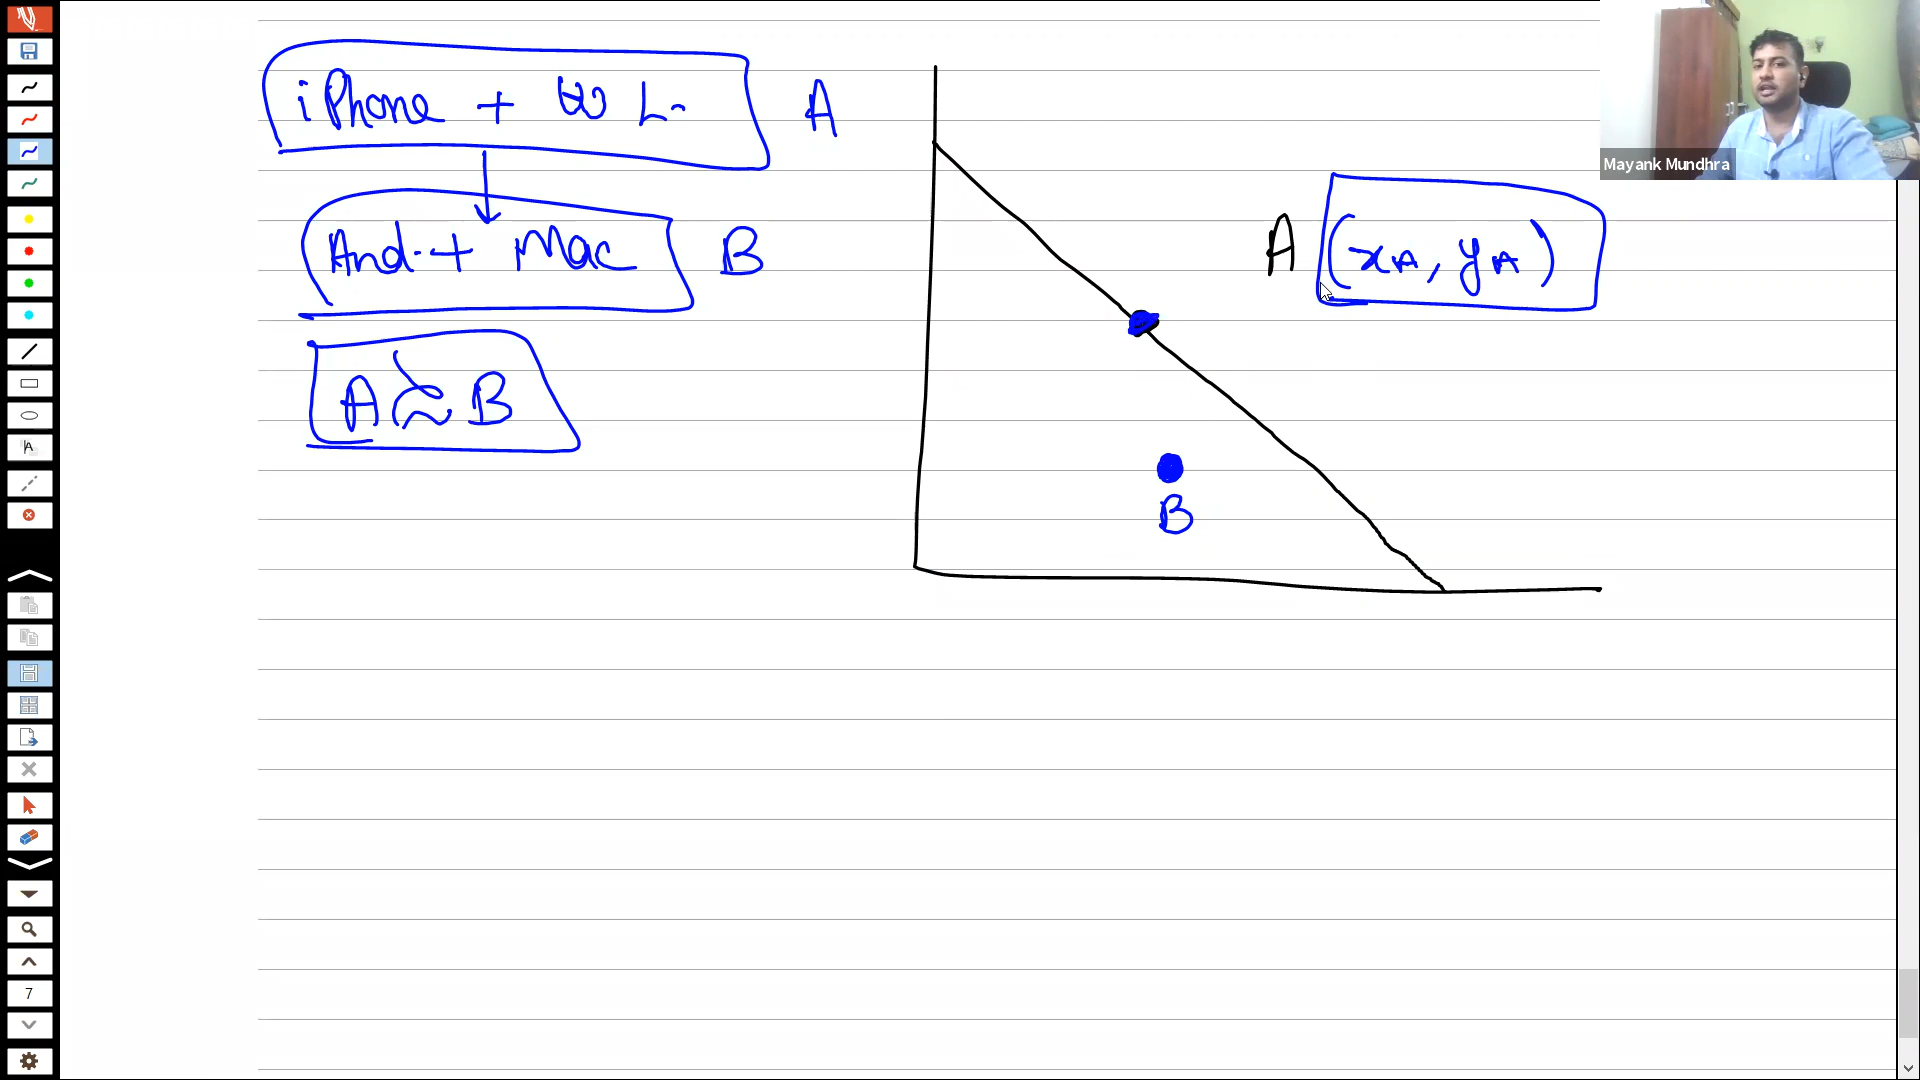 iPhone + W L. A
Mayank Mundhra
And. + Mac B
A (xA, yA)
A ≈ B
B
7